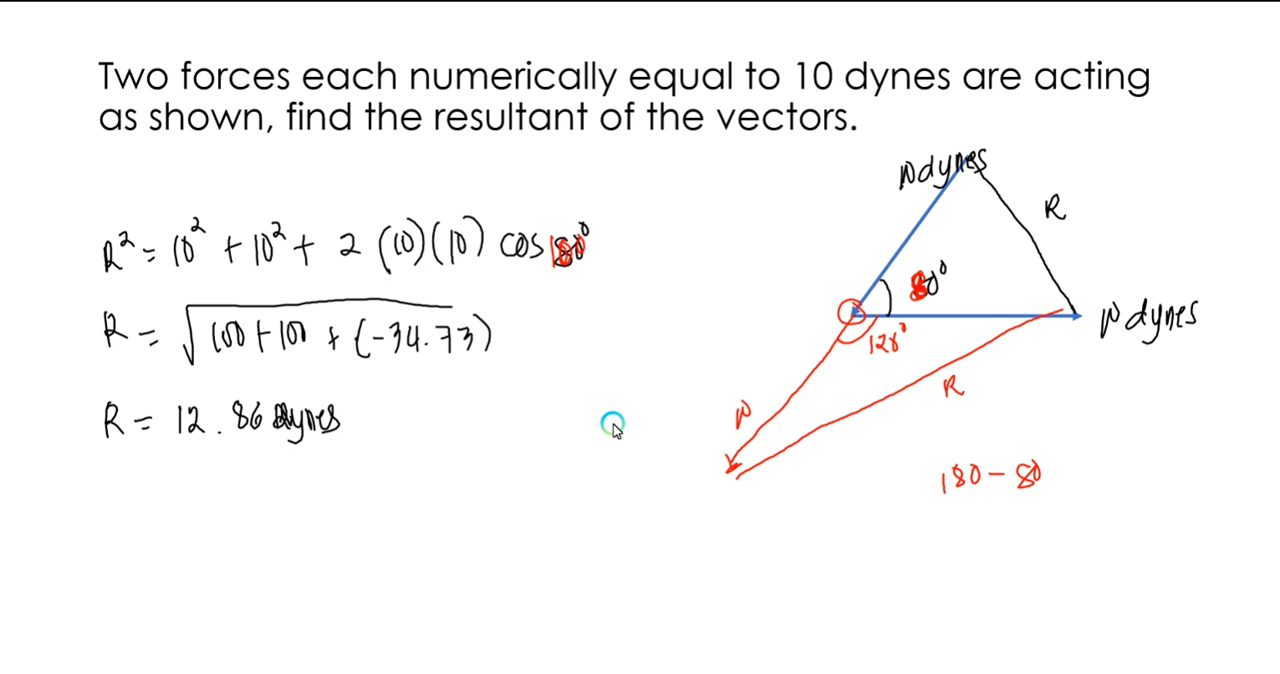 Two forces each numerically equal to 10 dynes are acting
as shown, find the resultant of the vectors.
10 dynes
R
R² = 10² + 10² + 2 (10)(10) cos
80°
10 dynes
R = √100 + 100 + (-34.73)
R
10
R = 12.86 dynes
180 - 80